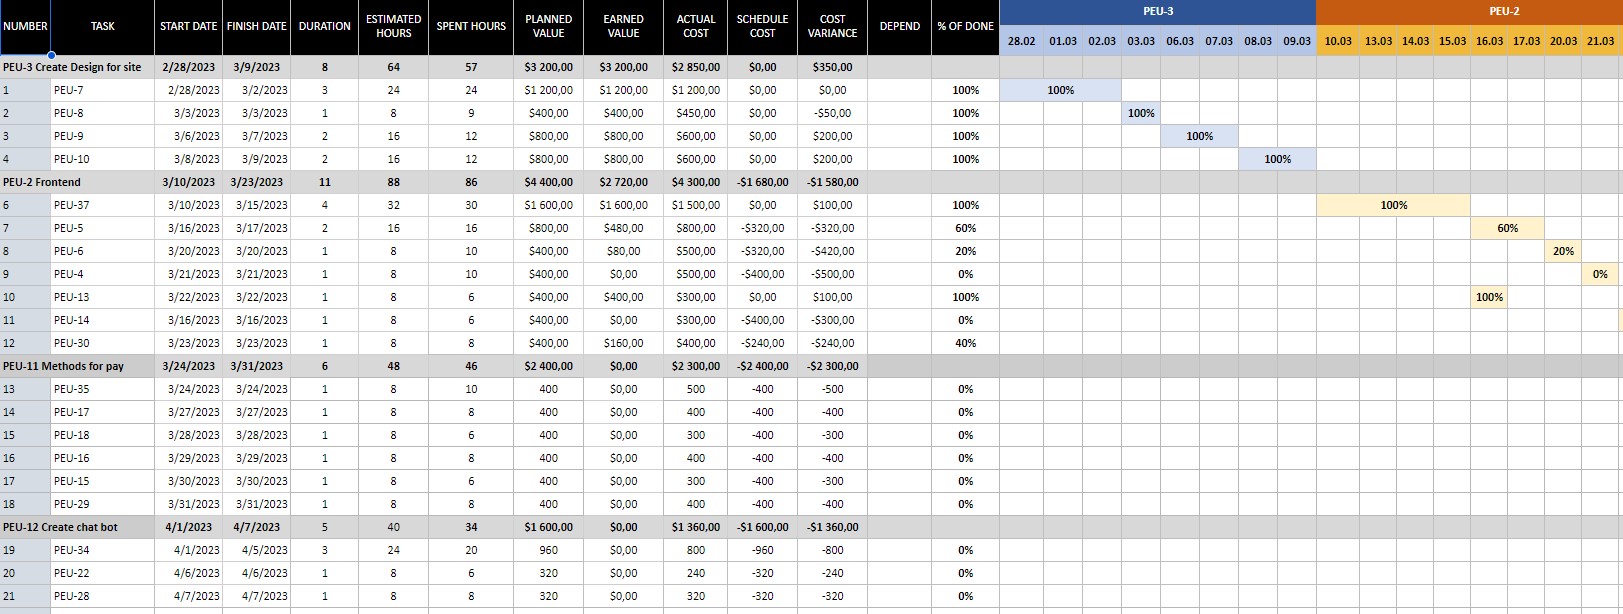 PEU-3 PEU-2
NUMBER TASK START DATE FINISH DATE DURATION ESTIMATED HOURS SPENT HOURS PLANNED VALUE EARNED VALUE ACTUAL COST SCHEDULE COST COST VARIANCE DEPEND % OF DONE 28.02 01.03 02.03 03.03 06.03 07.03 08.03 09.03 10.03 13.03 14.03 15.03 16.03 17.03 20.03 21.03
PEU-3 Create Design for site 2/28/2023 3/9/2023 8 64 57 $3 200,00 $3 200,00 $2 850,00 $0,00 $350,00
1 PEU-7 2/28/2023 3/2/2023 3 24 24 $1 200,00 $1 200,00 $1 200,00 $0,00 $0,00 100% 100%
2 PEU-8 3/3/2023 3/3/2023 1 8 9 $400,00 $400,00 $450,00 $0,00 -$50,00 100% 100%
3 PEU-9 3/6/2023 3/7/2023 2 16 12 $800,00 $800,00 $600,00 $0,00 $200,00 100% 100%
4 PEU-10 3/8/2023 3/9/2023 2 16 12 $800,00 $800,00 $600,00 $0,00 $200,00 100% 100%
PEU-2 Frontend 3/10/2023 3/23/2023 11 88 86 $4 400,00 $2 720,00 $4 300,00 -$1 680,00 -$1 580,00
6 PEU-37 3/10/2023 3/15/2023 4 32 30 $1 600,00 $1 600,00 $1 500,00 $0,00 $100,00 100% 100%
7 PEU-5 3/16/2023 3/17/2023 2 16 16 $800,00 $480,00 $800,00 -$320,00 -$320,00 60% 60%
8 PEU-6 3/20/2023 3/20/2023 1 8 10 $400,00 $80,00 $500,00 -$320,00 -$420,00 20% 20%
9 PEU-4 3/21/2023 3/21/2023 1 8 10 $400,00 $0,00 $500,00 -$400,00 -$500,00 0% 0%
10 PEU-13 3/22/2023 3/22/2023 1 8 6 $400,00 $400,00 $300,00 $0,00 $100,00 100% 100%
11 PEU-14 3/16/2023 3/16/2023 1 8 6 $400,00 $0,00 $300,00 -$400,00 -$300,00 0%
12 PEU-30 3/23/2023 3/23/2023 1 8 8 $400,00 $160,00 $400,00 -$240,00 -$240,00 40%
PEU-11 Methods for pay 3/24/2023 3/31/2023 6 48 46 $2 400,00 $0,00 $2 300,00 -$2 400,00 -$2 300,00
13 PEU-35 3/24/2023 3/24/2023 1 8 10 400 $0,00 500 -400 -500 0%
14 PEU-17 3/27/2023 3/27/2023 1 8 8 400 $0,00 400 -400 -400 0%
15 PEU-18 3/28/2023 3/28/2023 1 8 6 400 $0,00 300 -400 -300 0%
16 PEU-16 3/29/2023 3/29/2023 1 8 8 400 $0,00 400 -400 -400 0%
17 PEU-15 3/30/2023 3/30/2023 1 8 6 400 $0,00 300 -400 -300 0%
18 PEU-29 3/31/2023 3/31/2023 1 8 8 400 $0,00 400 -400 -400 0%
PEU-12 Create chat bot 4/1/2023 4/7/2023 5 40 34 $1 600,00 $0,00 $1 360,00 -$1 600,00 -$1 360,00
19 PEU-34 4/1/2023 4/5/2023 3 24 20 960 $0,00 800 -960 -800 0%
20 PEU-22 4/6/2023 4/6/2023 1 8 6 320 $0,00 240 -320 -240 0%
21 PEU-28 4/7/2023 4/7/2023 1 8 8 320 $0,00 320 -320 -320 0%